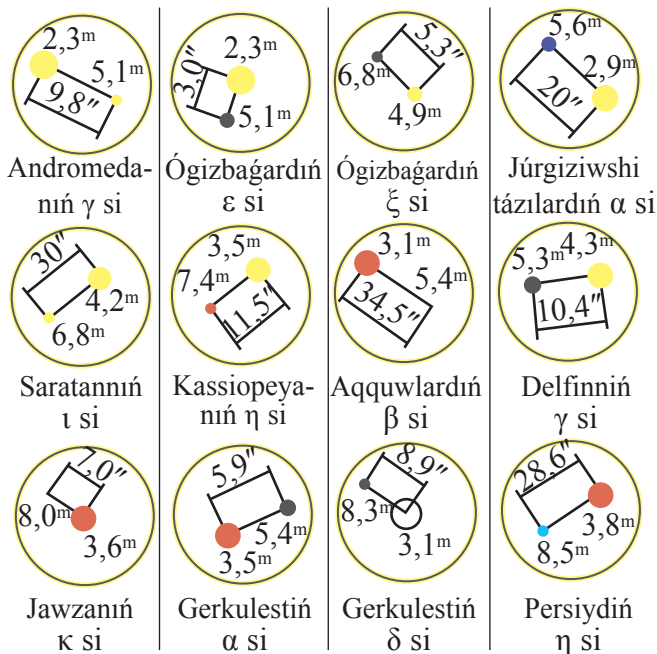 2,3ᵐ
5,1ᵐ
9,8″
Andromeda-
nıń γ si
2,3ᵐ
3,0″
5,1ᵐ
Ógizbaǵardıń
ε si
5,3″
6,8ᵐ
4,9ᵐ
Ógizbaǵardıń
ξ si
5,6ᵐ
2,9ᵐ
20″
Júrgiziwshi
tázılardıń α si
30″
4,2ᵐ
6,8ᵐ
Saratannıń
ι si
3,5ᵐ
7,4ᵐ
11,5″
Kassiopeya-
nıń η si
3,1ᵐ
5,4ᵐ
34,5″
Aqquwlardıń
β si
5,3ᵐ 4,3ᵐ
10,4″
Delfinniń
γ si
7,0″
8,0ᵐ
3,6ᵐ
Jawzanıń
κ si
5,9″
5,4ᵐ
3,5ᵐ
Gerkulestiń
α si
8,9″
8,3ᵐ
3,1ᵐ
Gerkulestiń
δ si
28,6″
3,8ᵐ
8,5ᵐ
Persiydiń
η si